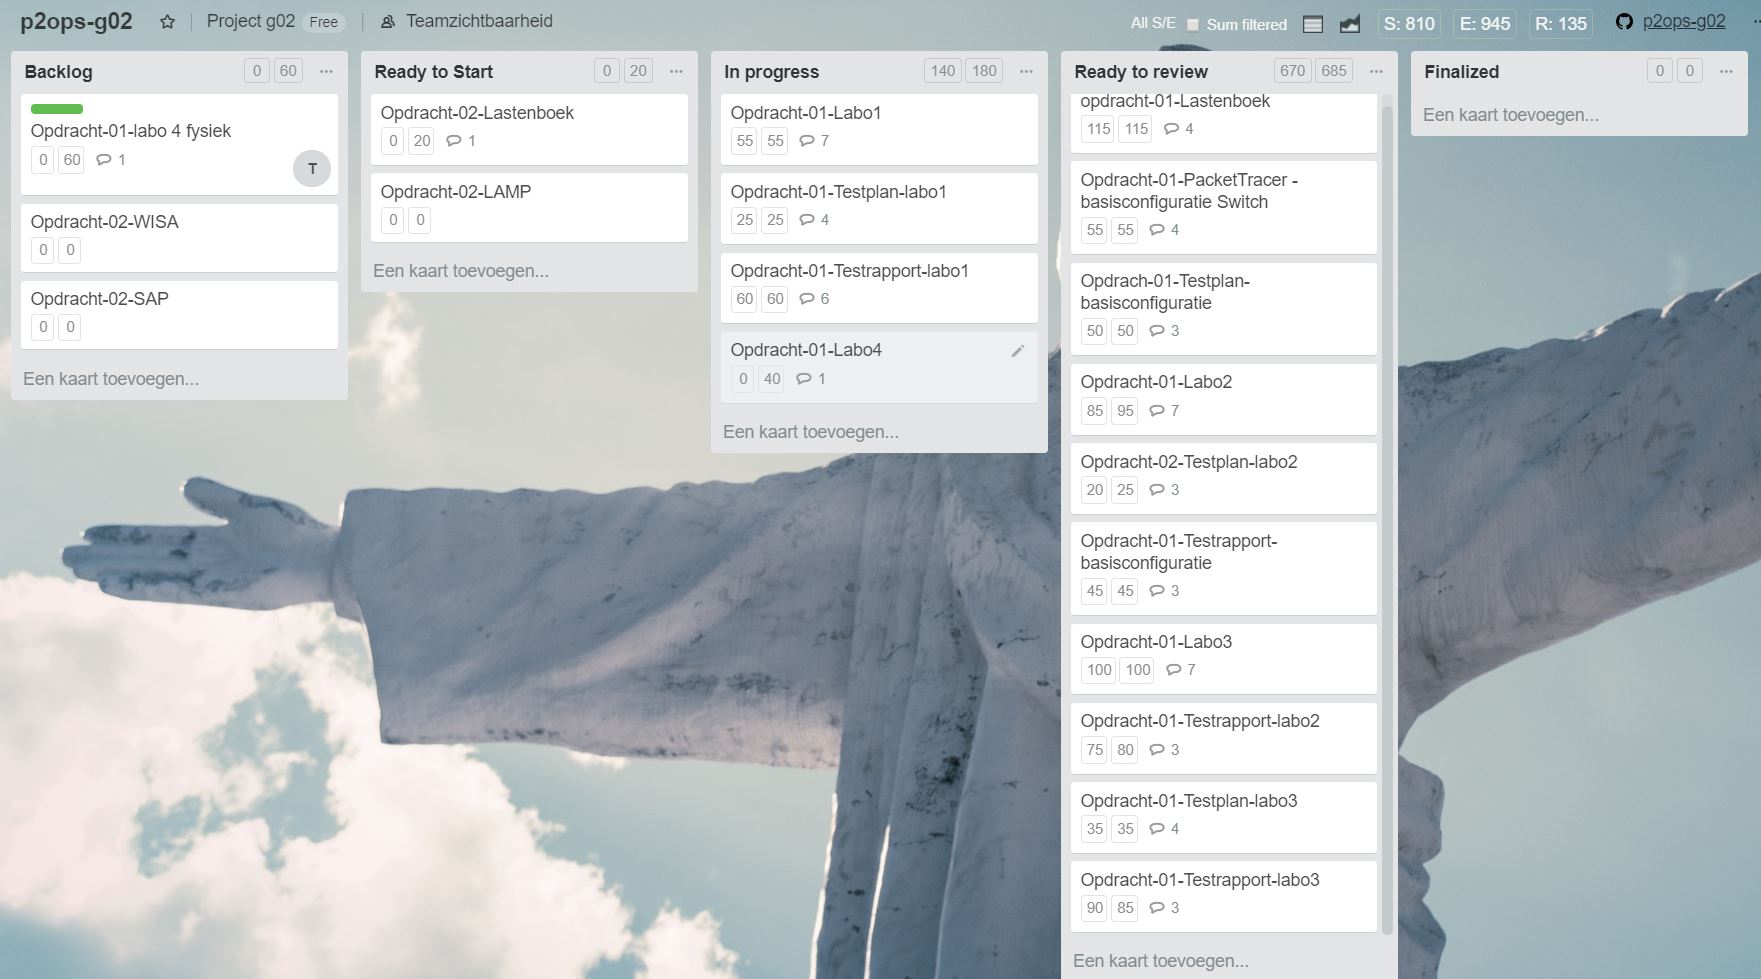 p2ops-g02 Project g02 Free Teamzichtbaarheid All S/E Sum filtered S: 810 E: 945 R: 135 p2ops-g02
Backlog 0 60
Opdracht-01-labo 4 fysiek
0 60 1
T
Opdracht-02-WISA
0 0
Opdracht-02-SAP
0 0
Een kaart toevoegen...
Ready to Start 0 20
Opdracht-02-Lastenboek
0 20 1
Opdracht-02-LAMP
0 0
Een kaart toevoegen...
In progress 140 180
Opdracht-01-Labo1
55 55 7
Opdracht-01-Testplan-labo1
25 25 4
Opdracht-01-Testrapport-labo1
60 60 6
Opdracht-01-Labo4
0 40 1
Een kaart toevoegen...
Ready to review 670 685
opdracht-01-Lastenboek
115 115 4
Opdracht-01-PacketTracer -
basisconfiguratie Switch
55 55 4
Opdrach-01-Testplan-
basisconfiguratie
50 50 3
Opdracht-01-Labo2
85 95 7
Opdracht-02-Testplan-labo2
20 25 3
Opdracht-01-Testrapport-
basisconfiguratie
45 45 3
Opdracht-01-Labo3
100 100 7
Opdracht-01-Testrapport-labo2
75 80 3
Opdracht-01-Testplan-labo3
35 35 4
Opdracht-01-Testrapport-labo3
90 85 3
Een kaart toevoegen...
Finalized 0 0
Een kaart toevoegen...